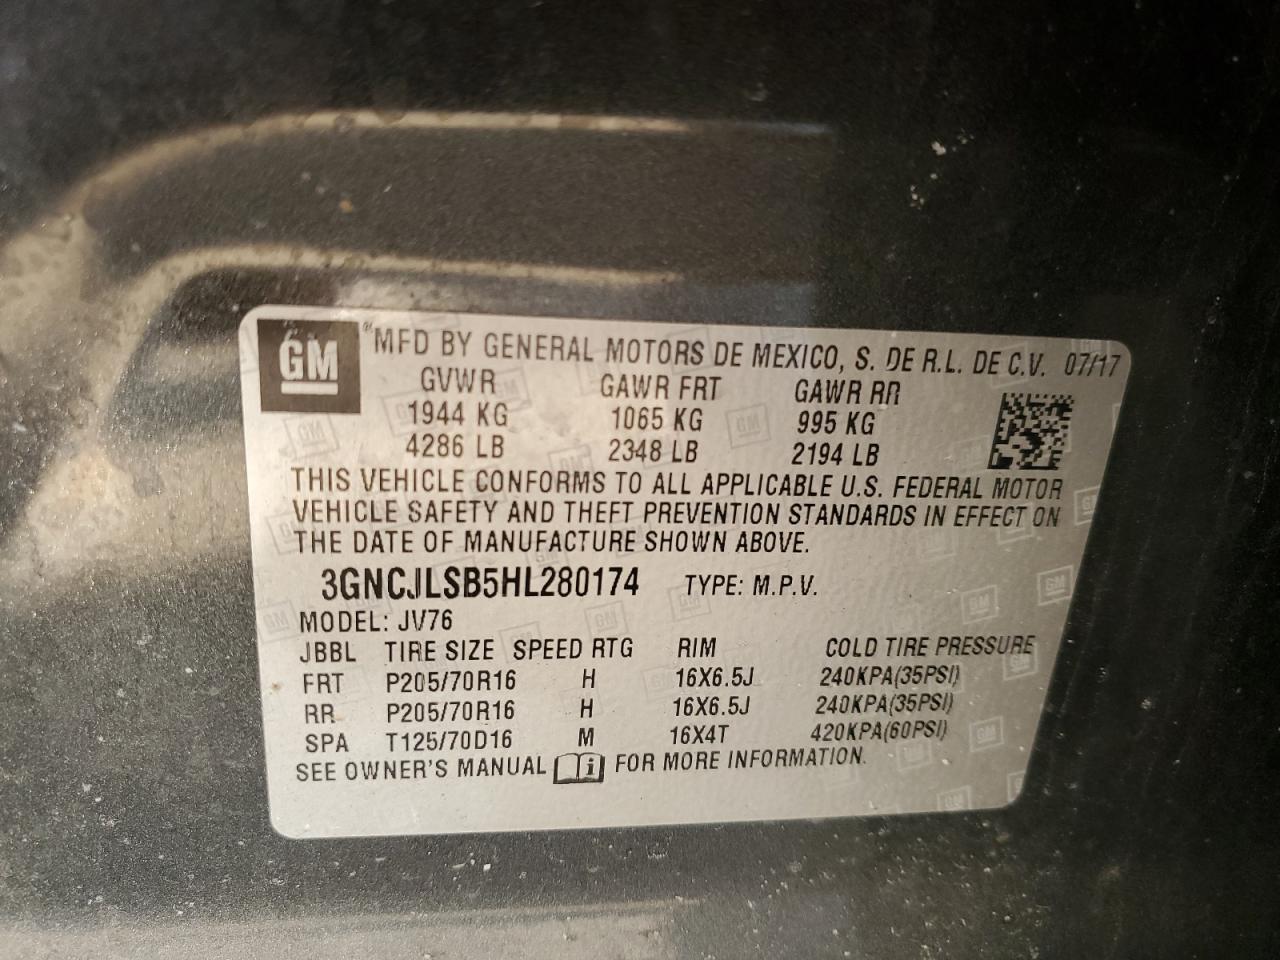 GM
MFD BY GENERAL MOTORS DE MEXICO, S. DE R.L. DE C.V. 07/17
GVWR GAWR FRT GAWR RR
1944 KG 1065 KG 995 KG
4286 LB 2348 LB 2194 LB
THIS VEHICLE CONFORMS TO ALL APPLICABLE U.S. FEDERAL MOTOR
VEHICLE SAFETY AND THEFT PREVENTION STANDARDS IN EFFECT ON
THE DATE OF MANUFACTURE SHOWN ABOVE.
3GNCJLSB5HL280174 TYPE: M.P.V.
MODEL: JV76
JBBL TIRE SIZE SPEED RTG RIM COLD TIRE PRESSURE
FRT P205/70R16 H 16X6.5J 240KPA(35PSI)
RR P205/70R16 H 16X6.5J 240KPA(35PSI)
SPA T125/70D16 M 16X4T 420KPA(60PSI)
SEE OWNER'S MANUAL i FOR MORE INFORMATION.